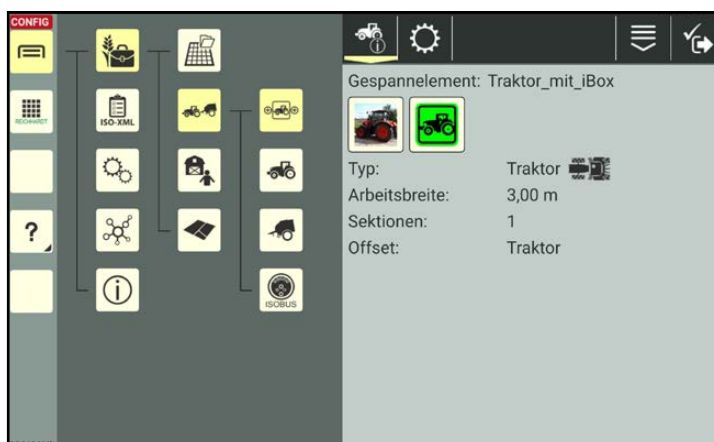 CONFIG
REICHHARDT
ISO-XML
?
ISOBUS
Gespannelement: Traktor_mit_iBox
Typ: Traktor
Arbeitsbreite: 3,00 m
Sektionen: 1
Offset: Traktor